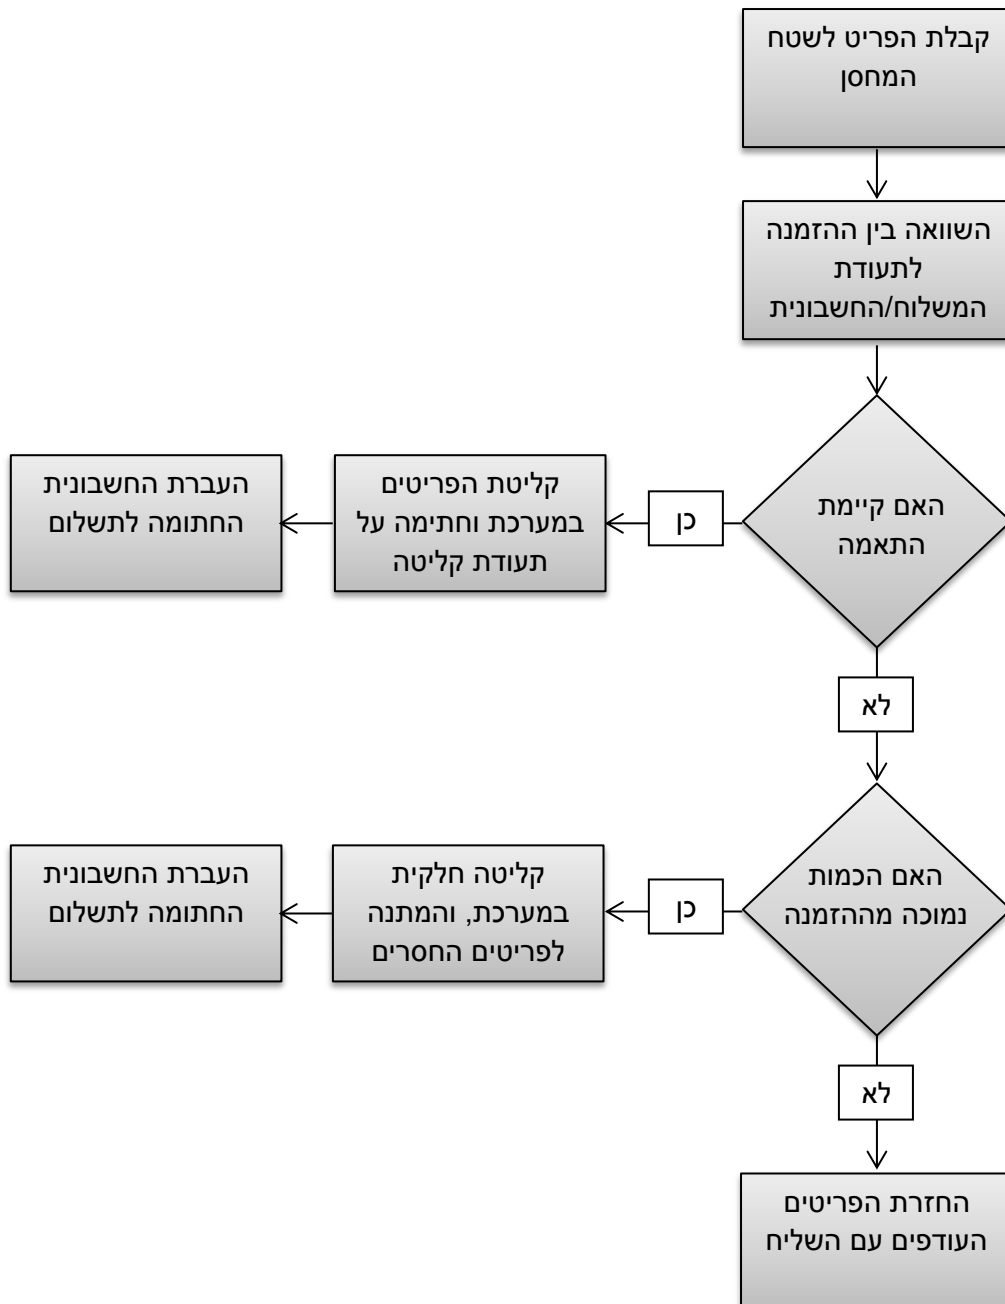 קבלת הפריט לשטח
המחסן
השוואה בין ההזמנה
לתעודת
המשלוח/החשבונית
האם קיימת
התאמה
כן
קליטת הפריטים
במערכת וחתימה על
תעודת קליטה
העברת החשבונית
החתומה לתשלום
לא
האם הכמות
נמוכה מההזמנה
כן
קליטה חלקית
במערכת, והמתנה
לפריטים החסרים
העברת החשבונית
החתומה לתשלום
לא
החזרת הפריטים
העודפים עם השליח